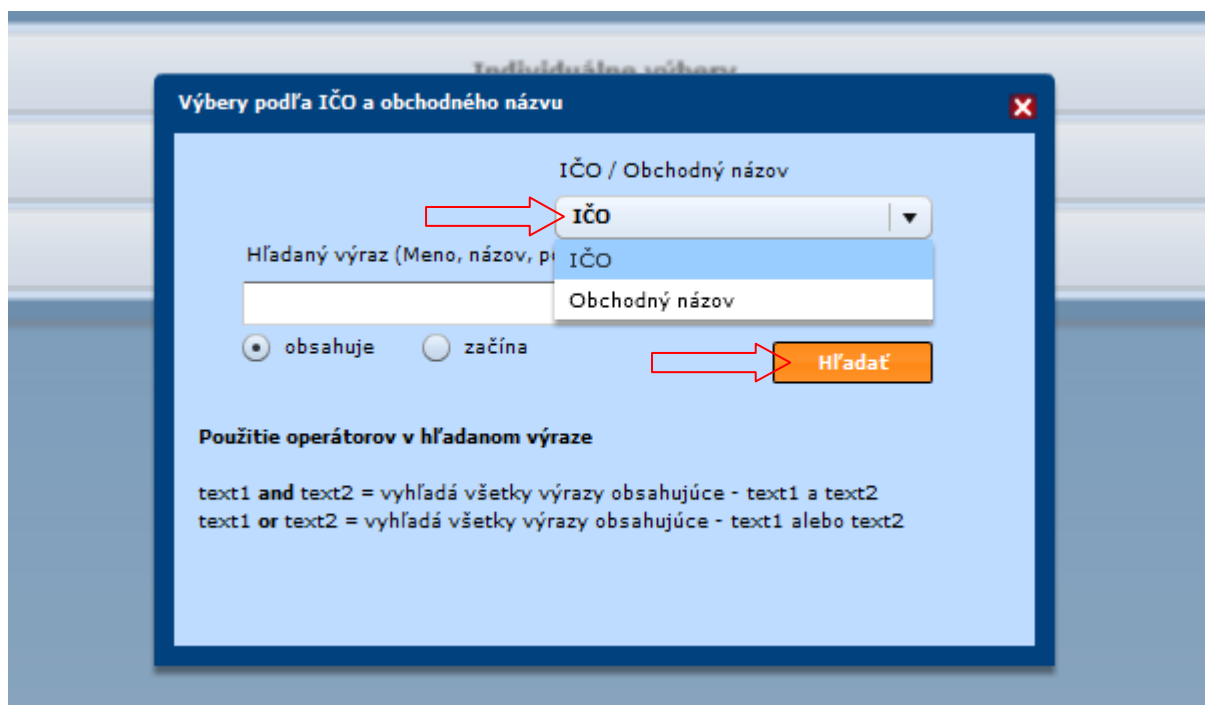 Individuálne výbery
Výbery podľa IČO a obchodného názvu
IČO / Obchodný názov
IČO
Hľadaný výraz (Meno, názov,
IČO
Obchodný názov
obsahuje začína
Hľadať
Použitie operátorov v hľadanom výraze
text1 and text2 = vyhľadá všetky výrazy obsahujúce - text1 a text2
text1 or text2 = vyhľadá všetky výrazy obsahujúce - text1 alebo text2